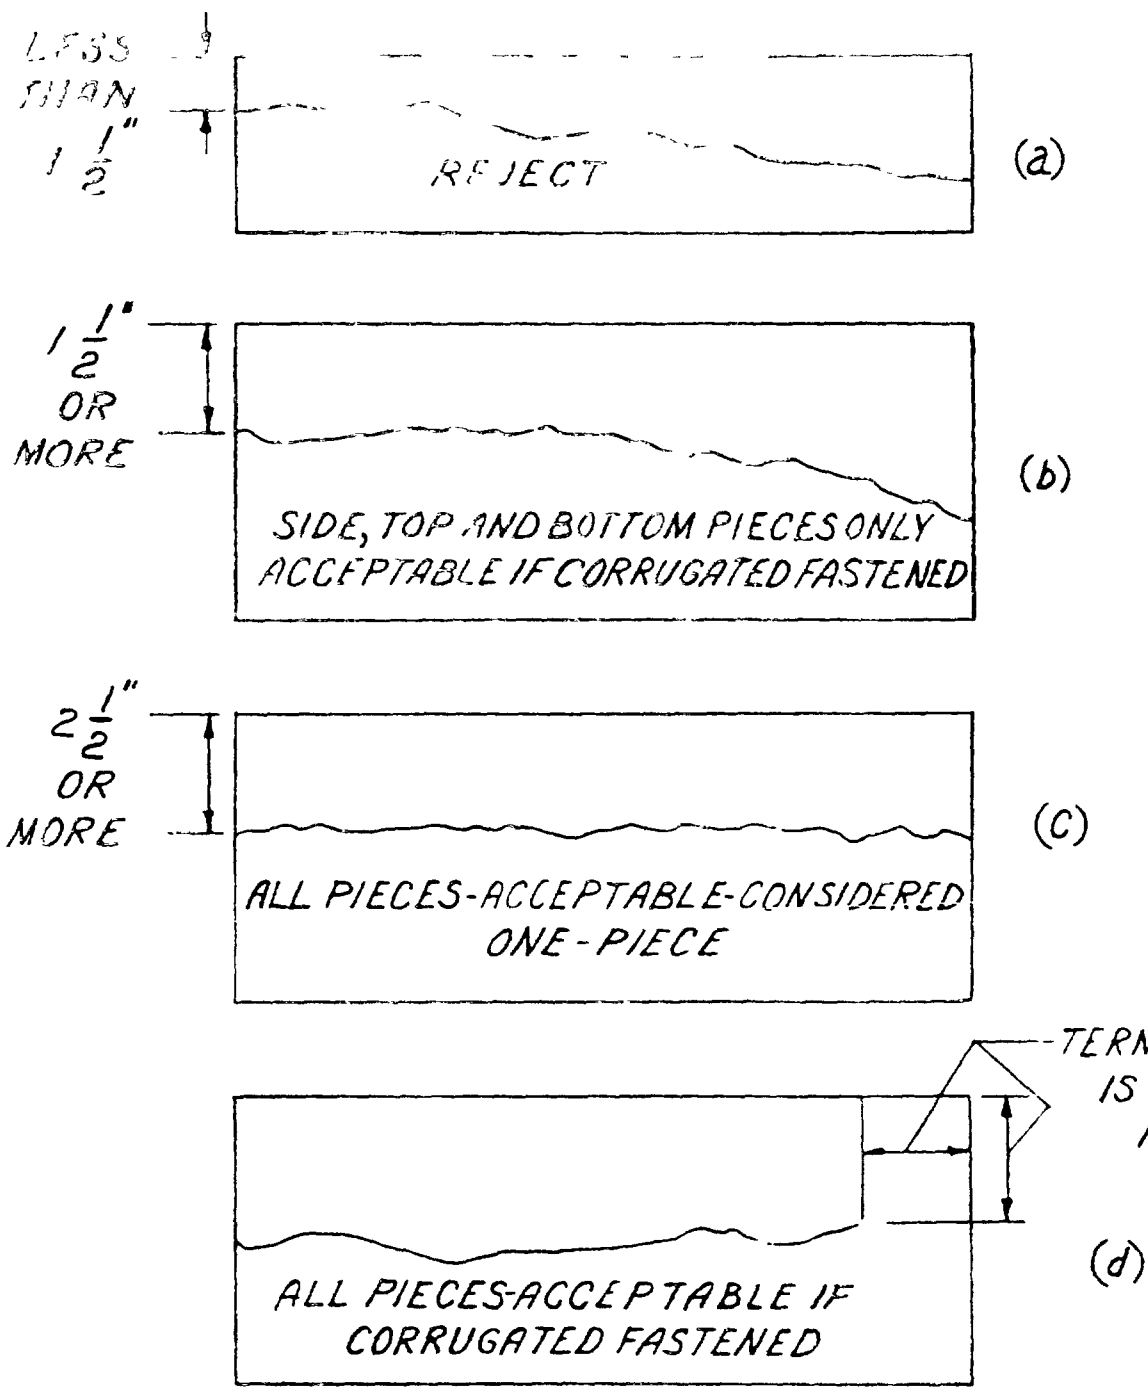 LESS
THAN
1 1/2"
REJECT
(a)
1 1/2"
OR
MORE
SIDE, TOP AND BOTTOM PIECES ONLY
ACCEPTABLE IF CORRUGATED FASTENED
(b)
2 1/2"
OR
MORE
ALL PIECES-ACCEPTABLE-CONSIDERED
ONE-PIECE
(c)
IS
ALL PIECES-ACCEPTABLE IF
CORRUGATED FASTENED
(d)